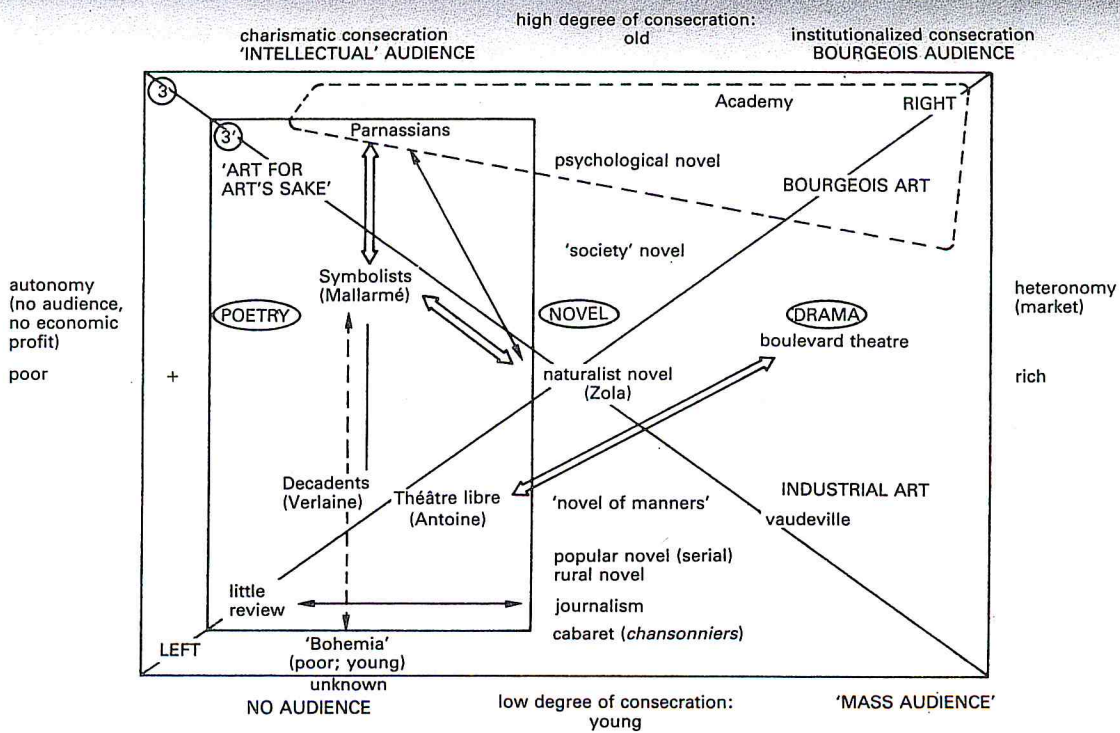 high degree of consecration:
old
charismatic consecration
'INTELLECTUAL' AUDIENCE
institutionalized consecration
BOURGEOIS AUDIENCE
3
Academy
RIGHT
3'
Parnassians
psychological novel
'ART FOR
ART'S SAKE'
BOURGEOIS ART
'society' novel
Symbolists
(Mallarmé)
autonomy
(no audience,
no economic
profit)
poor
+
POETRY
NOVEL
DRAMA
boulevard theatre
heteronomy
(market)
rich
naturalist novel
(Zola)
Decadents
(Verlaine)
Théâtre libre
(Antoine)
'novel of manners'
INDUSTRIAL ART
vaudeville
popular novel (serial)
rural novel
little
review
journalism
cabaret (chansonniers)
LEFT
'Bohemia'
(poor; young)
unknown
NO AUDIENCE
low degree of consecration:
young
'MASS AUDIENCE'